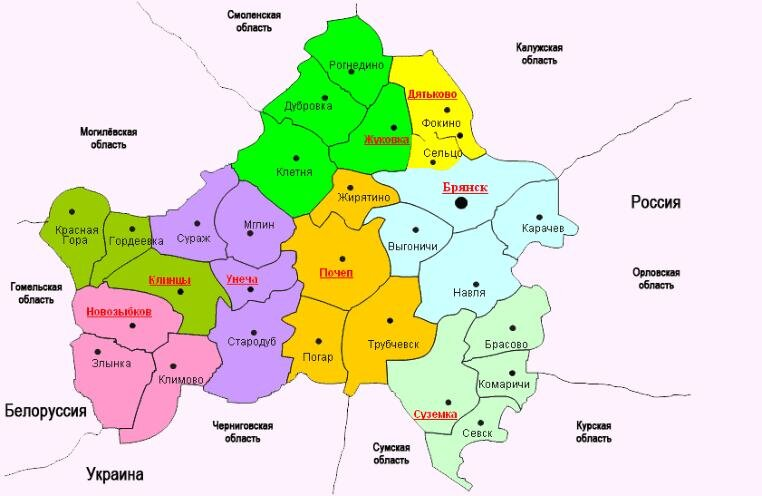 Смоленская
область
Калужская
область
Рогнедино
Дятьково
Дубровка
Фокино
Могилёвская
область
Жуковка
Сельцо
Клетня
Брянск
Жирятино
Россия
Красная
Гора
Гордеевка
Сураж
Мглин
Выгоничи
Карачев
Гомельская
область
Клинцы
Унеча
Почеп
Навля
Орловская
область
Новозыбков
Стародуб
Погар
Трубчевск
Брасово
Злынка
Климово
Комаричи
Белоруссия
Черниговская
область
Суземка
Севск
Курская
область
Сумская
область
Украина